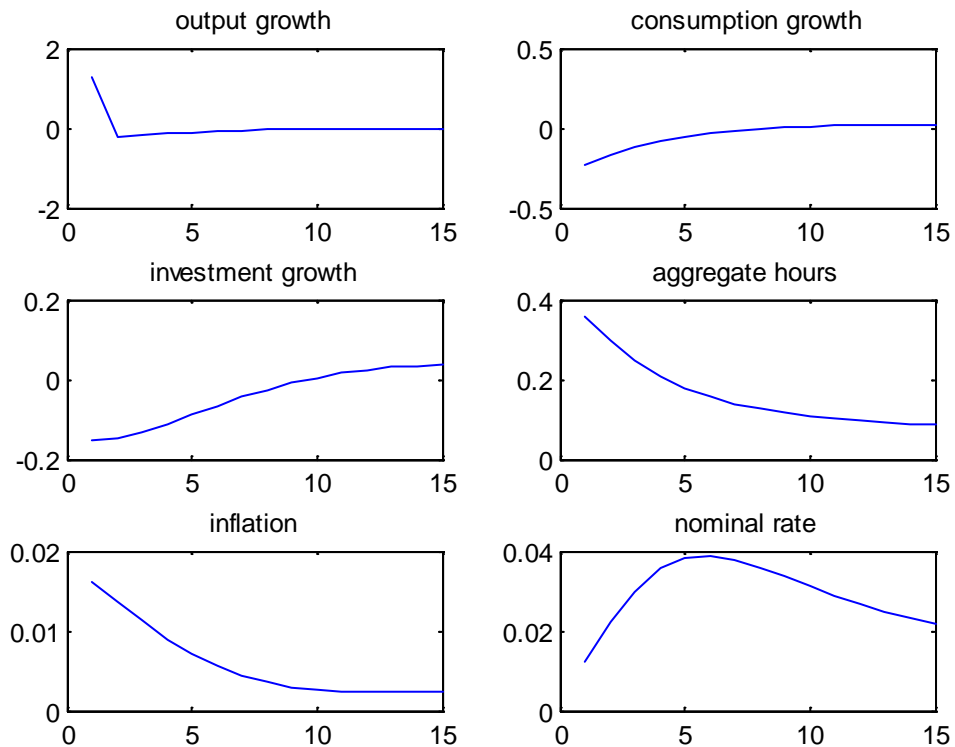 output growth
2
0
-2
0 5 10 15
consumption growth
0.5
0
-0.5
0 5 10 15
investment growth
0.2
0
-0.2
0 5 10 15
aggregate hours
0.4
0.2
0
0 5 10 15
inflation
0.02
0.01
0
0 5 10 15
nominal rate
0.04
0.02
0
0 5 10 15